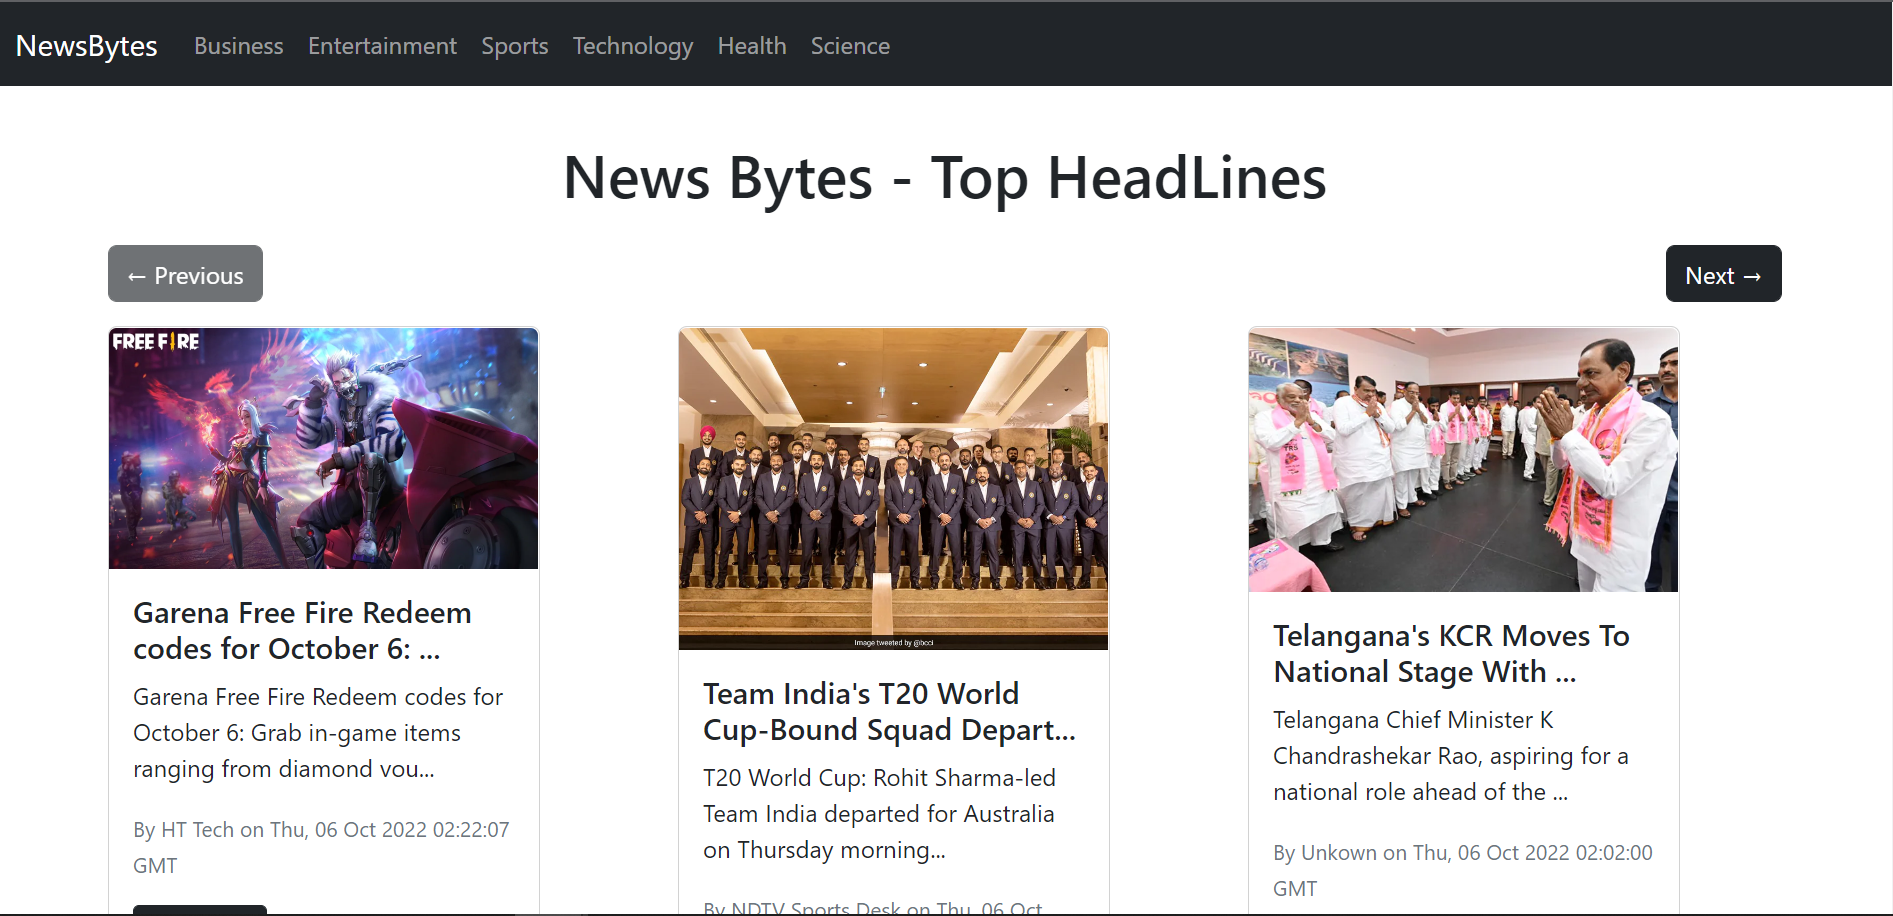 NewsBytes Business Entertainment Sports Technology Health Science
News Bytes - Top HeadLines
← Previous
Next →
FREE FIRE
Garena Free Fire Redeem
codes for October 6: ...
Garena Free Fire Redeem codes for
October 6: Grab in-game items
ranging from diamond vou...
By HT Tech on Thu, 06 Oct 2022 02:22:07
GMT
Image tweeted by @bcci
Team India's T20 World
Cup-Bound Squad Depart...
T20 World Cup: Rohit Sharma-led
Team India departed for Australia
on Thursday morning...
By NDTV Sports Desk on Thu, 06 Oct
TRS
Telangana's KCR Moves To
National Stage With ...
Telangana Chief Minister K
Chandrashekar Rao, aspiring for a
national role ahead of the ...
By Unkown on Thu, 06 Oct 2022 02:02:00
GMT